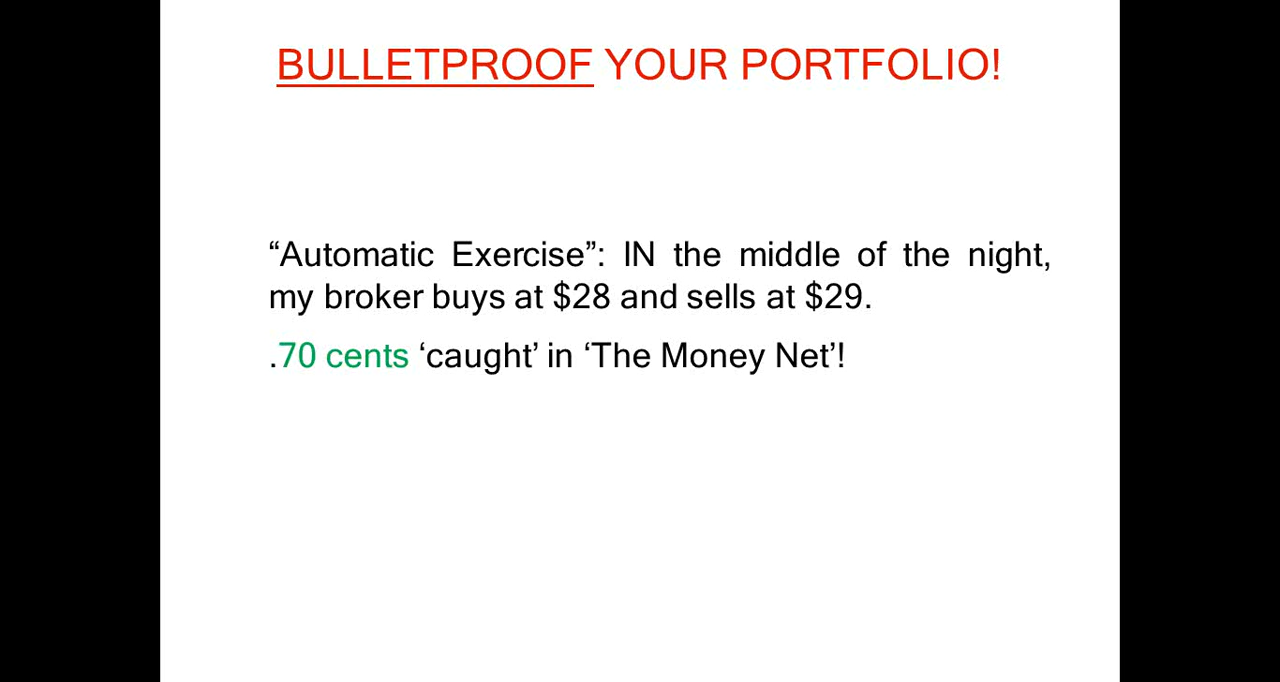 BULLETPROOF YOUR PORTFOLIO!
“Automatic Exercise”: IN the middle of the night,
my broker buys at $28 and sells at $29.
.70 cents ‘caught’ in ‘The Money Net’!